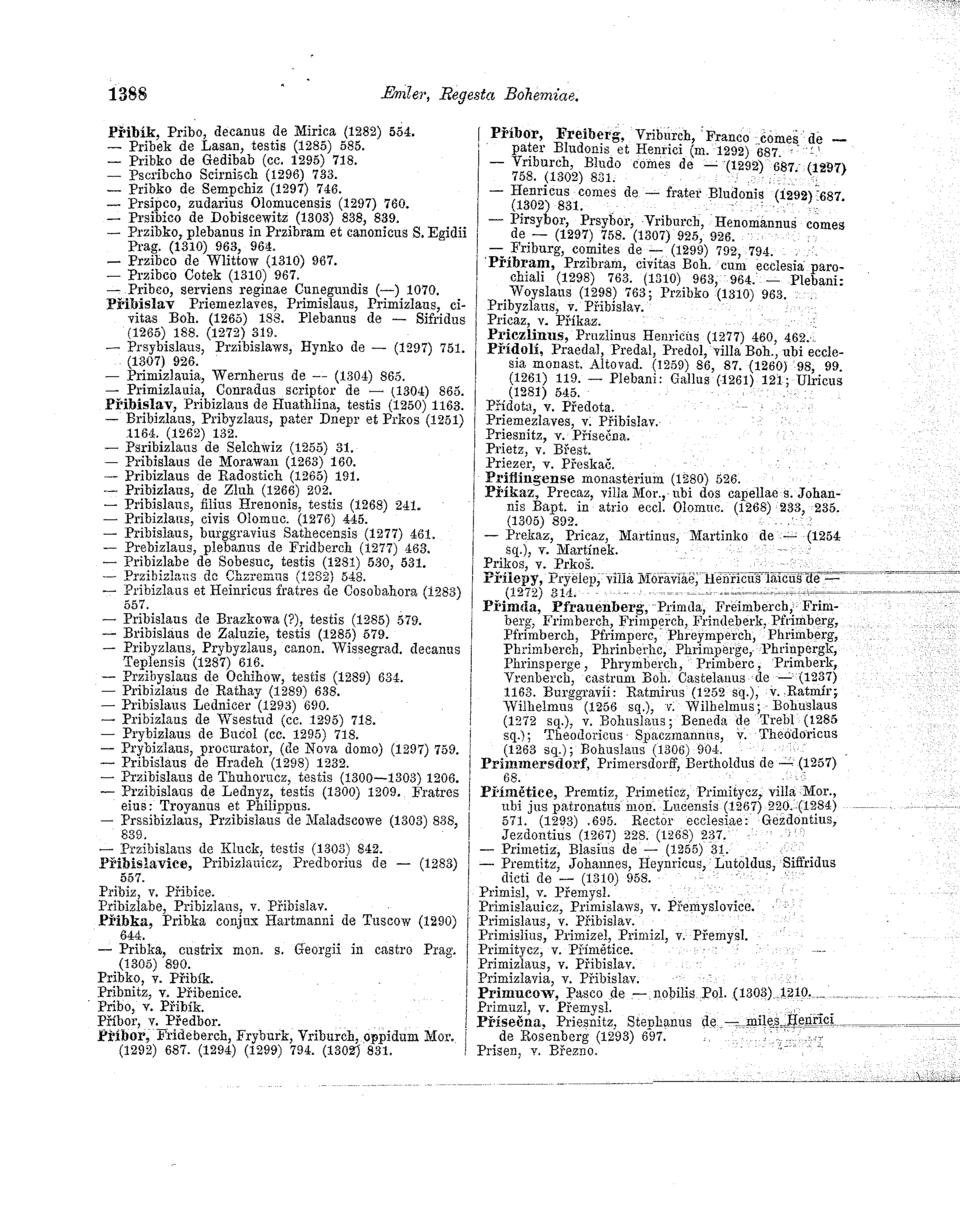 1388
Emler, Regesta Bohemiae.
Přibík, Pribo, decanus de Mirica (1282) 554.
— Pribek de Lasan, testis (1285) 585.
— Pribko de Gedibab (cc. 1295) 718.
— Pscribcho Scirnisch (1296) 733.
— Pribko de Sempchiz (1297) 746.
— Prsipco, zudarius Olomucensis (1297) 760.
— Prsibico de Dobiscewitz (1303) 838, 839.
— Przibko, plebanus in Przibram et canonicus S. Egidii
Prag. (1310) 963, 964.
— Przibco de Wlittow (1310) 967.
— Przibco Cotek (1310) 967.
— Pribco, serviens reginae Cunegundis (—) 1070.
Přibislav Priemezlaves, Primislaus, Primizlaus, ci-
vitas Boh. (1265) 188. Plebanus de — Sifridus
(1265) 188. (1272) 319.
— Prsybislaus, Przibislaws, Hynko de — (1297) 751.
(1307) 926.
— Primizlauia, Wernherus de — (1304) 865.
— Primizlauia, Conradus scriptor de — (1304) 865.
Přibislav, Pribizlaus de Huathlina, testis (1250) 1163.
— Bribizlaus, Pribyzlaus, pater Dnepr et Prkos (1251)
1164. (1262) 132.
— Psribizlaus de Selchwiz (1255) 31.
— Pribislaus de Morawan (1263) 160.
— Pribizlaus de Radostich (1265) 191.
— Pribizlaus, de Zluh (1266) 202.
— Pribislaus, filius Hrenonis, testis (1268) 241.
— Pribizlaus, civis Olomuc. (1276) 445.
— Pribislaus, burggravius Sathecensis (1277) 461.
— Prebizlaus, plebanus de Fridberch (1277) 463.
— Pribizlabe de Sobesuc, testis (1281) 530, 531.
— Przibizlaus de Chzremus (1282) 548.
— Pribizlaus et Heinricus fratres de Cosobahora (1283)
557.
— Pribislaus de Brazkowa (?), testis (1285) 579.
— Bribislaus de Zaluzie, testis (1285) 579.
— Pribyzlaus, Prybyzlaus, canon. Wissegrad. decanus
Teplensis (1287) 616.
— Przibyslaus de Ochihow, testis (1289) 634.
— Pribizlaus de Rathay (1289) 638.
— Pribislaus Lednicer (1293) 690.
— Pribizlaus de Wsestud (cc. 1295) 718.
— Prybizlaus de Bucol (cc. 1295) 718.
— Prybizlaus, procurator, (de Nova domo) (1297) 759.
— Pribislaus de Hradeh (1298) 1232.
— Przibislaus de Thuhorucz, testis (1300—1303) 1206.
— Przibizlaus de Lednyz, testis (1300) 1209. Fratres
eius: Troyanus et Philippus.
— Prssibizlaus, Przibislaus de Maladscowe (1303) 838,
839.
— Przibislaus de Kluck, testis (1303) 842.
Přibislavice, Pribizlauicz, Predborius de — (1283)
557.
Pribiz, v. Přibice.
Pribizlabe, Pribizlaus, v. Přibislav.
Přibka, Pribka conjux Hartmanni de Tuscow (1290)
644.
— Pribka, custrix mon. s. Georgii in castro Prag.
(1305) 890.
Pribko, v. Přibík.
Pribnitz, v. Přibenice.
Pribo, v. Přibík.
Příbor, v. Předbor.
Příbor, Frideberch, Fryburk, Vriburch, oppidum Mor.
(1292) 687. (1294) (1299) 794. (1302) 831.
Příbor, Freiberg, Vriburch, Franco comes de —
pater Bludonis et Henrici (m. 1292) 687.
— Vriburch, Bludo comes de — (1292) 687. (1297)
758. (1302) 831.
— Henricus comes de — frater Bludonis (1292) 687.
(1302) 831.
— Pirsybor, Prsybor, Vriburch, Henomannus comes
de — (1297) 758. (1307) 925, 926.
— Friburg, comites de — (1299) 792, 794.
Příbram, Przibram, civitas Boh. cum ecclesia paro-
chiali (1298) 763. (1310) 963, 964. — Plebani:
Woyslaus (1298) 763; Przibko (1310) 963.
Pribyzlaus, v. Přibislav.
Pricaz, v. Příkaz.
Priczlinus, Pruzlinus Henricus (1277) 460, 462.
Přídolí, Praedal, Predal, Predol, villa Boh., ubi eccle-
sia monast. Altovad. (1259) 86, 87. (1260) 98, 99.
(1261) 119. — Plebani: Gallus (1261) 121; Ulricus
(1281) 545.
Přídota, v. Předota.
Priemezlaves, v. Přibislav.
Priesnitz, v. Písečna.
Prietz, v. Břest.
Priezer, v. Přeskač.
Priflingense monasterium (1280) 526.
Příkaz, Precaz, villa Mor., ubi dos capellae s. Johan-
nis Bapt. in atrio eccl. Olomuc. (1268) 233, 235.
(1305) 892.
— Prekaz, Pricaz, Martinus, Martinko de — (1254
sq.), v. Martínek.
Prikos, v. Prkoš.
Přílepy, Pryelep, villa Moraviae, Henricus laicus de —
(1272) 314.
Přimda, Pfrauenberg, Primda, Freimberch, Frim-
berg, Frimberch, Frimperch, Frindeberk, Pfrimberg,
Pfrimberch, Pfrimperc, Phreymperch, Phrimberg,
Phrimberch, Phrinberhc, Phrimperge, Phrinpergk,
Phrinsperge, Phrymberch, Primberc, Primberk,
Vrenberch, castrum Boh. Castelanus de — (1237)
1163. Burggravii: Ratmirus (1252 sq.), v. Ratmír;
Wilhelmus (1256 sq.), v. Wilhelmus; Bohuslaus
(1272 sq.), v. Bohuslaus; Beneda de Trebl (1285
sq.); Theodoricus Spaczmannus, v. Theodoricus
(1263 sq.); Bohuslaus (1306) 904.
Primmersdorf, Primersdorff, Bertholdus de — (1257)
68.
Přímětice, Premtiz, Primeticz, Primitycz, villa Mor.,
ubi jus patronatus mon. Lucensis (1267) 220. (1284)
571. (1293) .695. Rector ecclesiae: Gezdontius,
Jezdontius (1267) 228. (1268) 237.
— Primetiz, Blasius de — (1255) 31.
— Premtitz, Johannes, Heynricus, Lutoldus, Siffridus
dicti de — (1310) 958.
Primisl, v. Přemysl.
Primislauicz, Primislaws, v. Přemyslovice.
Primislaus, v. Přibislav.
Primislius, Primizel, Primizl, v. Přemysl.
Primitycz, v. Přímětice.
Primizlaus, v. Přibislav.
Primizlavia, v. Přibislav.
Primucow, Pasco de — nobilis Pol. (1303) 1210.
Primuzl, v. Přemysl.
Přísečna, Priesnitz, Stephanus de — miles Henrici
de Rosenberg (1293) 697.
Prisen, v. Březno.